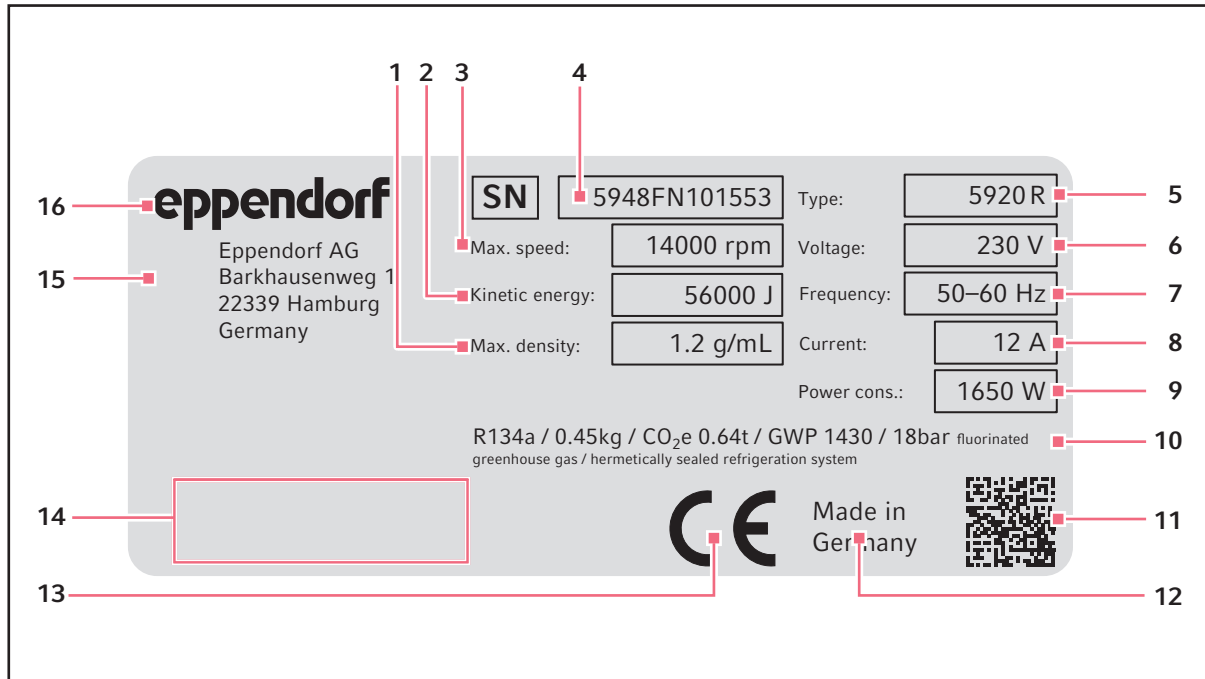 1 2 3 4
eppendorf
SN 5948FN101553 Type: 5920 R 5
16
Eppendorf AG
Barkhausenweg 1
22339 Hamburg
Germany
15
Max. speed: 14000 rpm Voltage: 230 V 6
Kinetic energy: 56000 J Frequency: 50–60 Hz 7
Max. density: 1.2 g/mL Current: 12 A 8
Power cons.: 1650 W 9
R134a / 0.45kg / CO₂e 0.64t / GWP 1430 / 18bar fluorinated 10
greenhouse gas / hermetically sealed refrigeration system
14
CE
Made in
Germany
11
13 12